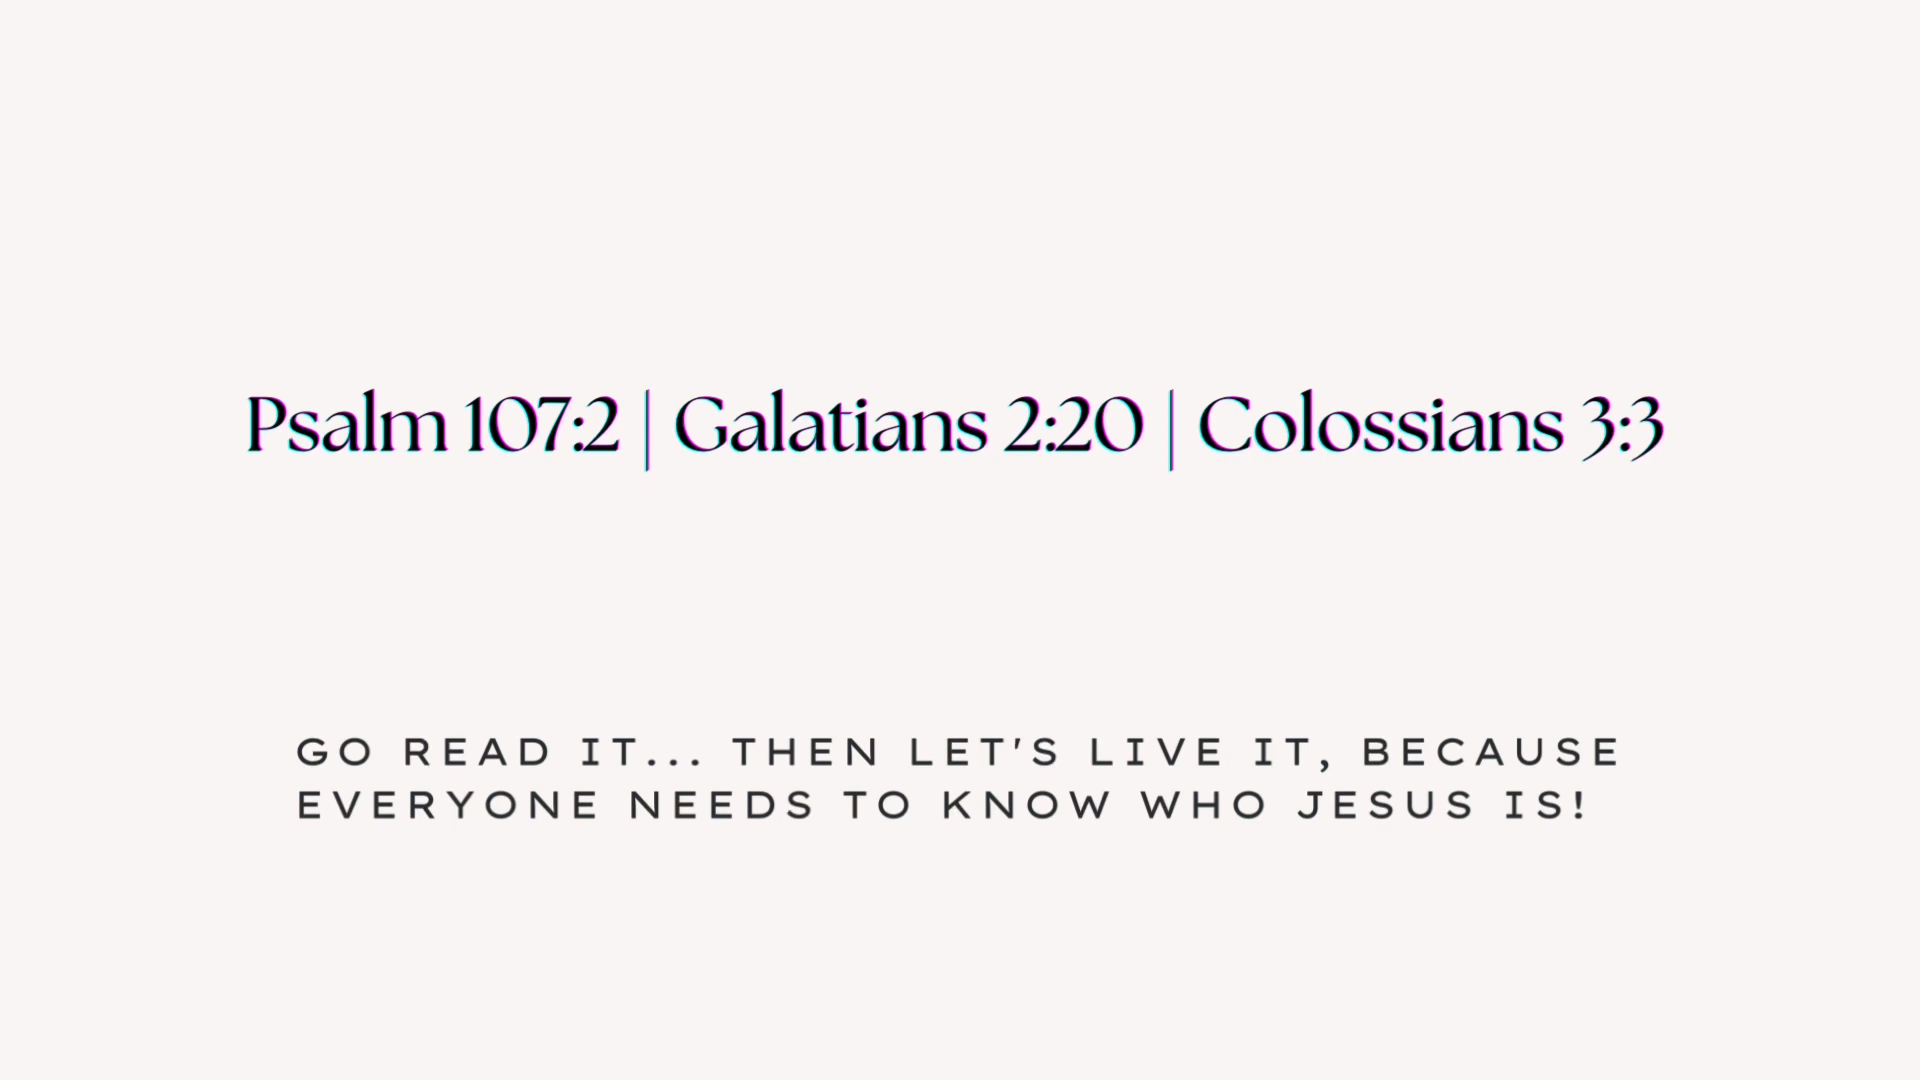 Psalm 107:2 | Galatians 2:20 | Colossians 3:3
GO READ IT... THEN LET'S LIVE IT, BECAUSE
EVERYONE NEEDS TO KNOW WHO JESUS IS!